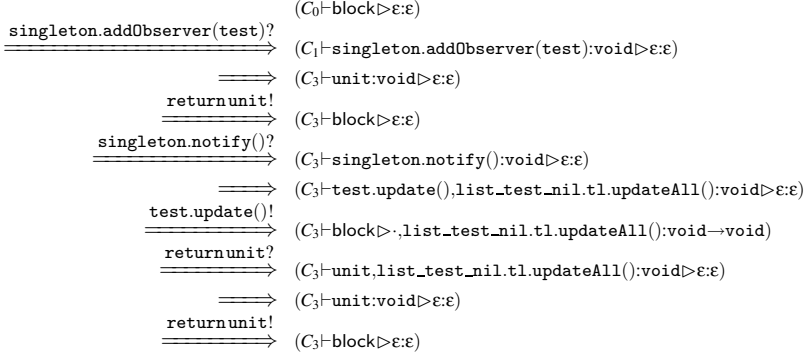 (C₀⊢block▷ε:ε)
singleton.addObserver(test)?
⟹ (C₁⊢singleton.addObserver(test):void▷ε:ε)
⟹ (C₃⊢unit:void▷ε:ε)
returnunit!
⟹ (C₃⊢block▷ε:ε)
singleton.notify()?
⟹ (C₃⊢singleton.notify():void▷ε:ε)
⟹ (C₃⊢test.update(),list_test_nil.tl.updateAll():void▷ε:ε)
test.update()!
⟹ (C₃⊢block▷·,list_test_nil.tl.updateAll():void→void)
returnunit?
⟹ (C₃⊢unit,list_test_nil.tl.updateAll():void▷ε:ε)
⟹ (C₃⊢unit:void▷ε:ε)
returnunit!
⟹ (C₃⊢block▷ε:ε)